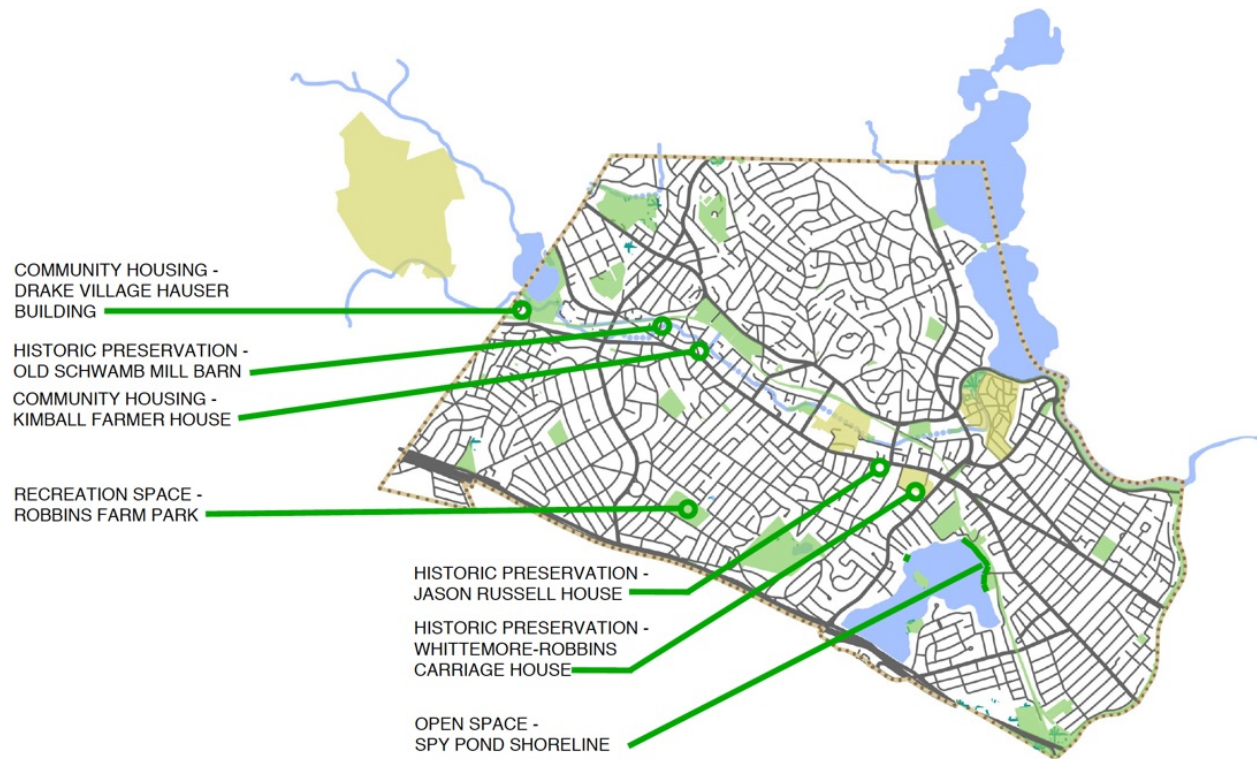 COMMUNITY HOUSING -
DRAKE VILLAGE HAUSER
BUILDING
HISTORIC PRESERVATION -
OLD SCHWAMB MILL BARN
COMMUNITY HOUSING -
KIMBALL FARMER HOUSE
RECREATION SPACE -
ROBBINS FARM PARK
HISTORIC PRESERVATION -
JASON RUSSELL HOUSE
HISTORIC PRESERVATION -
WHITTEMORE-ROBBINS
CARRIAGE HOUSE
OPEN SPACE -
SPY POND SHORELINE